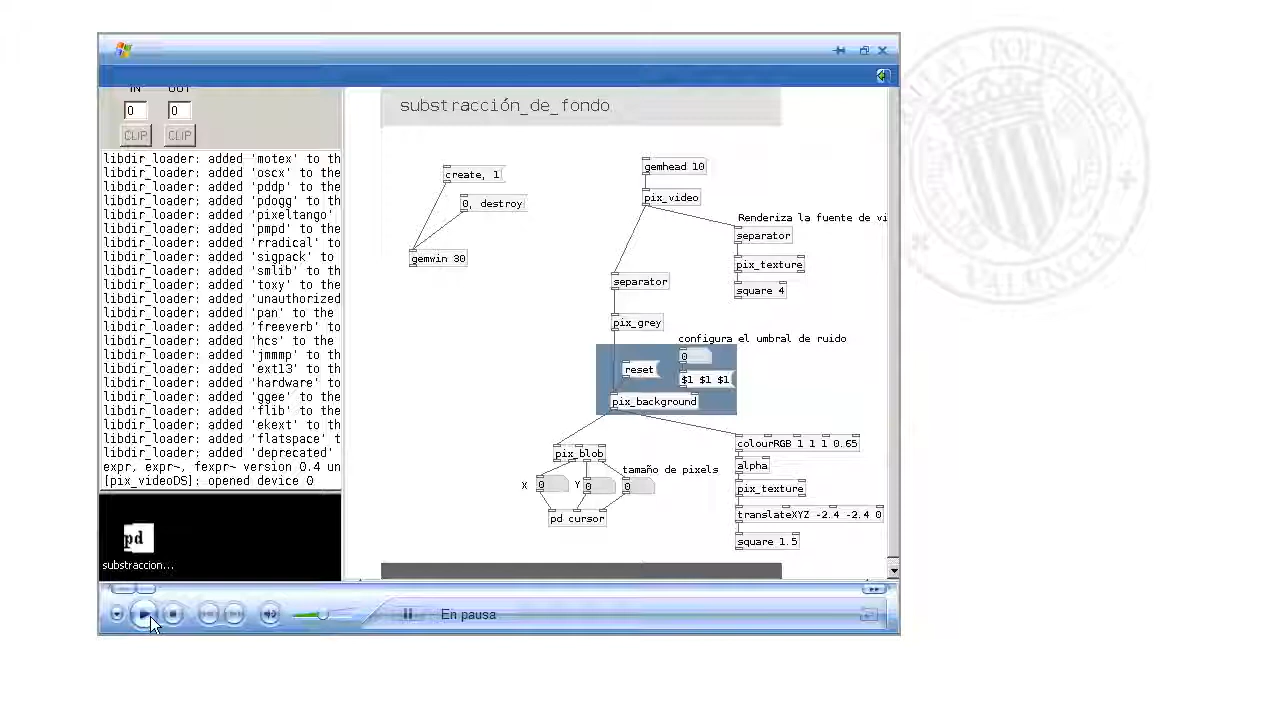 IN OUT
0 0
CLIP CLIP
libdir_loader: added 'motex' to th
libdir_loader: added 'oscx' to the
libdir_loader: added 'pddp' to the
libdir_loader: added 'pdogg' to th
libdir_loader: added 'pixeltango'
libdir_loader: added 'pmpd' to the
libdir_loader: added 'rradical' to
libdir_loader: added 'sigpack' to
libdir_loader: added 'smlib' to th
libdir_loader: added 'toxy' to the
libdir_loader: added 'unauthorized
libdir_loader: added 'pan' to the
libdir_loader: added 'freeverb' to
libdir_loader: added 'hcs' to the
libdir_loader: added 'jmmmp' to th
libdir_loader: added 'ext13' to th
libdir_loader: added 'hardware' to
libdir_loader: added 'ggee' to the
libdir_loader: added 'flib' to the
libdir_loader: added 'ekext' to th
libdir_loader: added 'flatspace' t
libdir_loader: added 'deprecated'
expr, expr~, fexpr~ version 0.4 un
[pix_videoDS]: opened device 0
pd
substraccion...
substracción_de_fondo
create, 1
0, destroy
gemwin 30
gemhead 10
pix_video
Renderiza la fuente de vi
separator
pix_texture
square 4
separator
pix_grey
configura el umbral de ruido
0
reset
$1 $1 $1
pix_background
pix_blob
tamaño de pixels
X 0 Y 0 0
pd cursor
colourRGB 1 1 1 0.65
alpha
pix_texture
translateXYZ -2.4 -2.4 0
square 1.5
En pausa